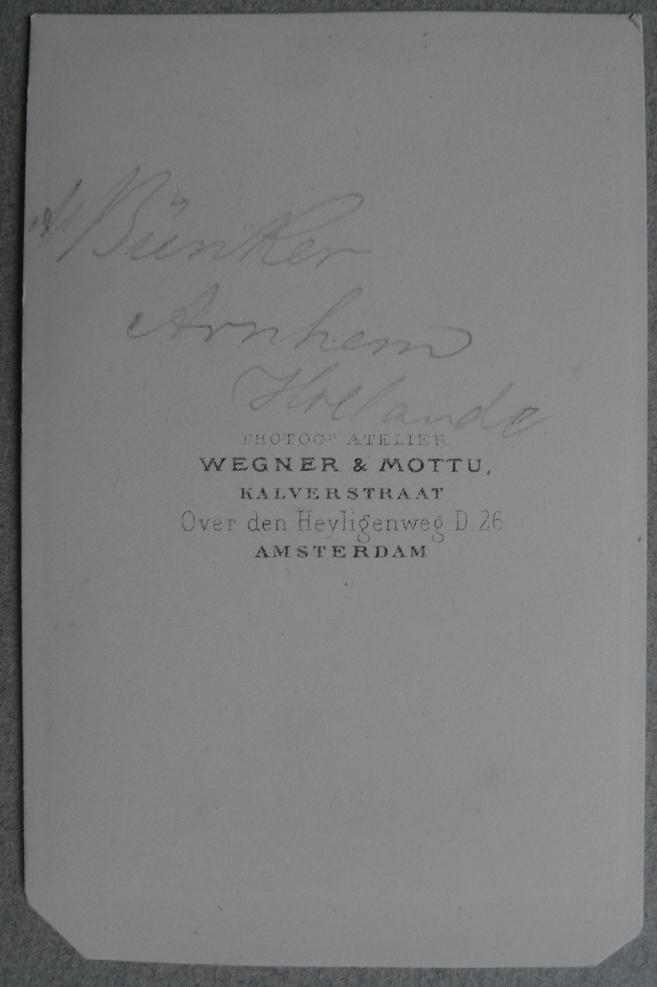 A Bünker
Arnhem
Hollande
PHOTOGR. ATELIER
WEGNER & MOTTU,
KALVERSTRAAT
Over den Heyligenweg D. 26
AMSTERDAM